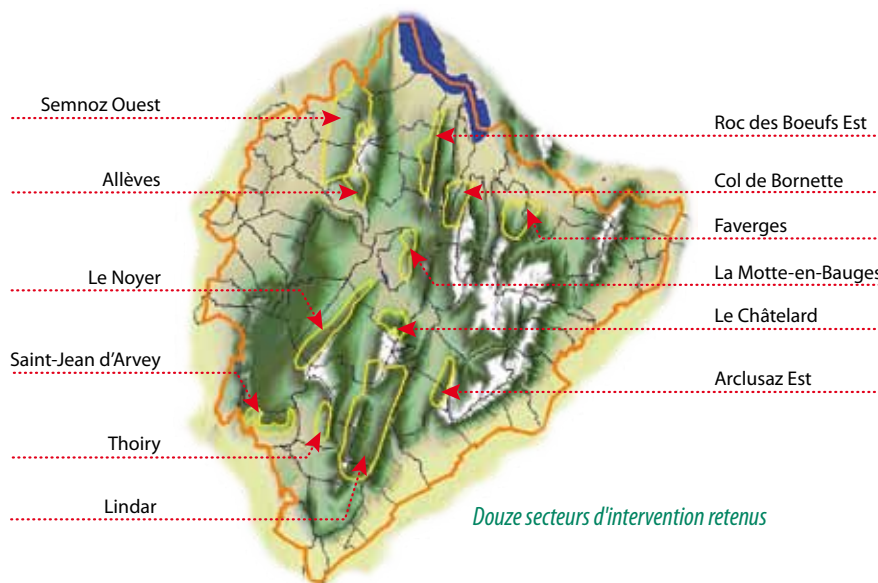 Semnoz Ouest
Allèves
Le Noyer
Saint-Jean d'Arvey
Thoiry
Lindar
Roc des Boeufs Est
Col de Bornette
Faverges
La Motte-en-Bauges
Le Châtelard
Arclusaz Est
Douze secteurs d'intervention retenus